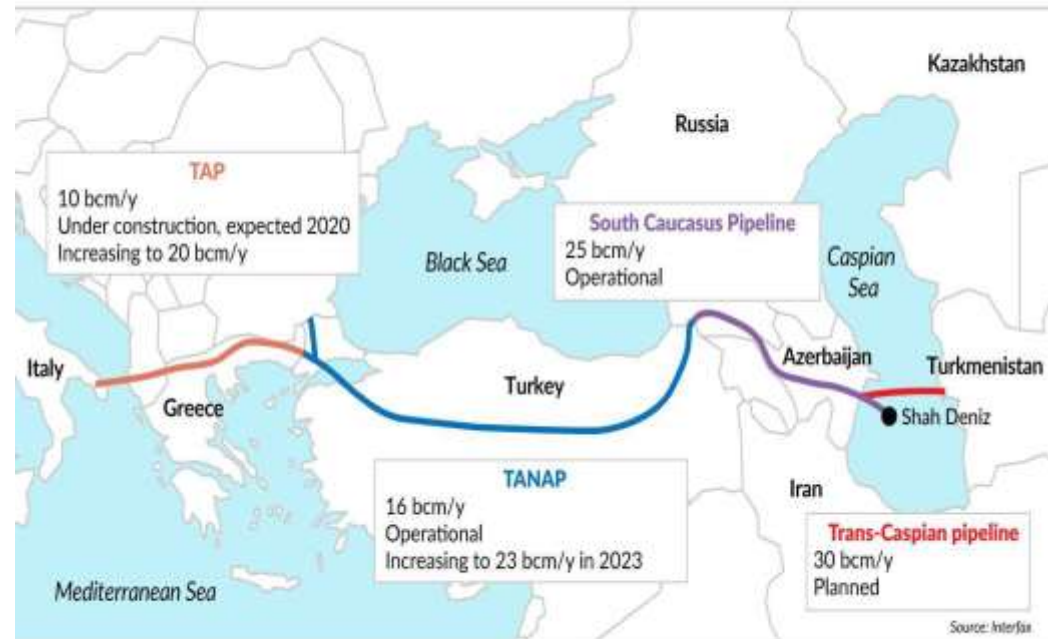 Kazakhstan
Russia
TAP
10 bcm/y
Under construction, expected 2020
Increasing to 20 bcm/y
South Caucasus Pipeline
25 bcm/y
Operational
Black Sea
Caspian
Sea
Italy
Azerbaijan
Turkmenistan
Turkey
Greece
Shah Deniz
TANAP
16 bcm/y
Operational
Increasing to 23 bcm/y in 2023
Iran
Trans-Caspian pipeline
30 bcm/y
Planned
Mediterranean Sea
Source: Interfax